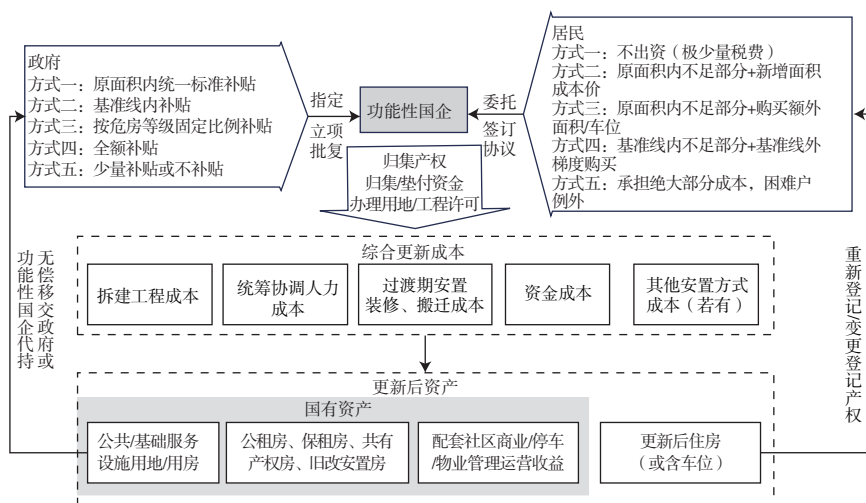 政府
方式一：原面积内统一标准补贴
方式二：基准线内补贴
方式三：按危房等级固定比例补贴
方式四：全额补贴
方式五：少量补贴或不补贴
指定
立项
批复
功能性国企
委托
签订
协议
居民
方式一：不出资（极少量税费）
方式二：原面积内不足部分+新增面积
成本价
方式三：原面积内不足部分+购买额外
面积/车位
方式四：基准线内不足部分+基准线外
梯度购买
方式五：承担绝大部分成本，困难户
例外
归集产权
归集/垫付资金
办理用地/工程许可
综合更新成本
拆建工程成本
统筹协调人力
成本
过渡期安置
装修、搬迁成本
资金成本
其他安置方式
成本（若有）
无偿移交政府或
功能性国企代持
重新登记/变更登记产权
更新后资产
国有资产
公共/基础服务
设施用地/用房
公租房、保租房、共有
产权房、旧改安置房
配套社区商业/停车
/物业管理运营收益
更新后住房
（或含车位）